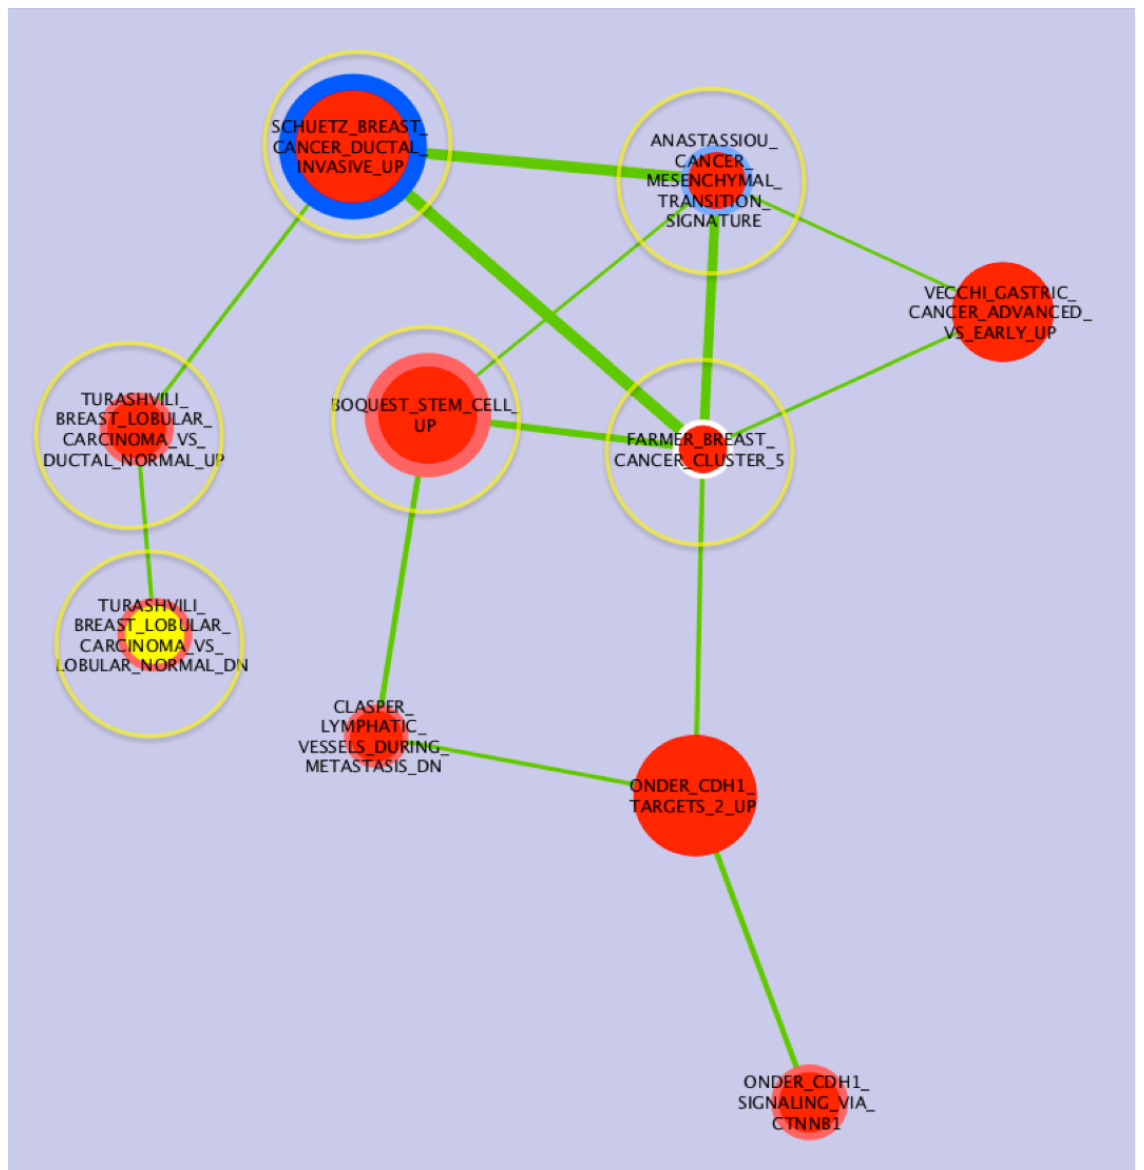 SCHUETZ_BREAST_
CANCER_DUCTAL_
INVASIVE_UP
ANASTASSIOU_
CANCER_
MESENCHYMAL_
TRANSITION_
SIGNATURE
VECCHI_GASTRIC_
CANCER_ADVANCED_
VS_EARLY_UP
TURASHVILI_
BREAST_LOBULAR_
CARCINOMA_VS_
DUCTAL_NORMAL_UP
BOQUEST_STEM_CELL_
UP
FARMER_BREAST_
CANCER_CLUSTER_5
TURASHVILI_
BREAST_LOBULAR_
CARCINOMA_VS_
LOBULAR_NORMAL_DN
CLASPER_
LYMPHATIC_
VESSELS_DURING_
METASTASIS_DN
ONDER_CDH1_
TARGETS_2_UP
ONDER_CDH1_
SIGNALING_VIA_
CTNNB1